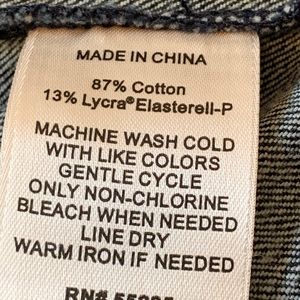 MADE IN CHINA
87% Cotton
13% Lycra® Elasterell-P
MACHINE WASH COLD
WITH LIKE COLORS
GENTLE CYCLE
ONLY NON-CHLORINE
BLEACH WHEN NEEDED
LINE DRY
WARM IRON IF NEEDED
RN#